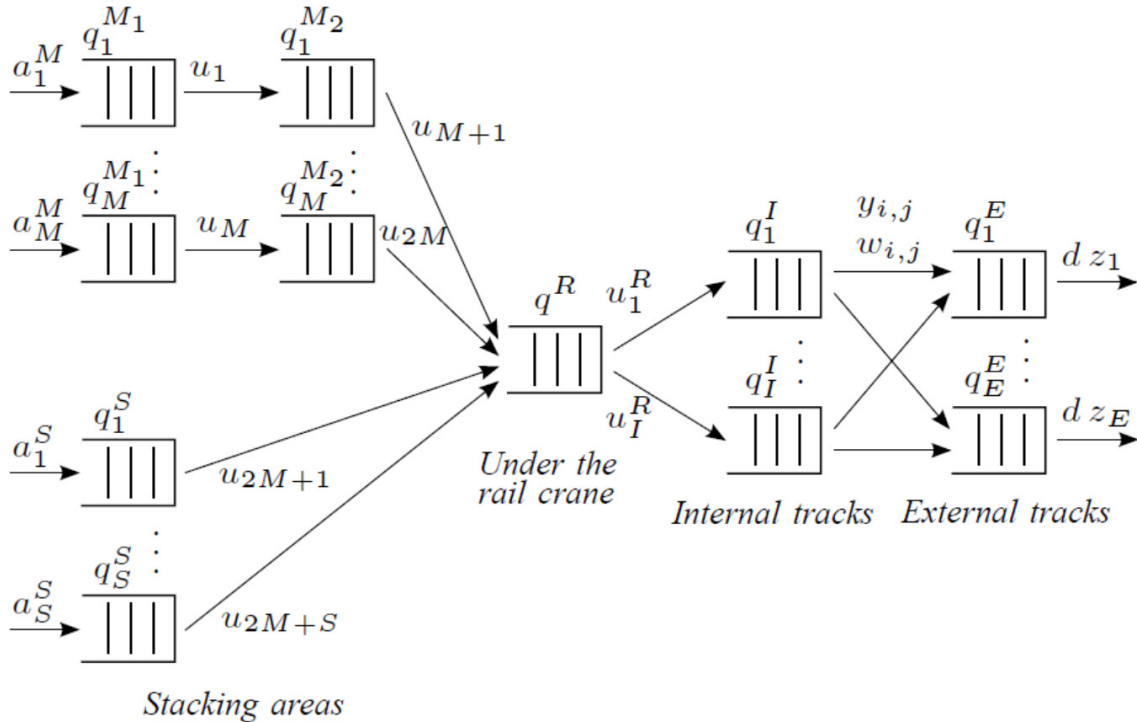 q_1^{M_1} q_1^{M_2}
a_1^M u_1
u_{M+1}
q_M^{M_1} q_M^{M_2}
a_M^M u_M u_{2M}
q_1^I y_{i,j} q_1^E
w_{i,j} d z_1
q^R u_1^R
q_I^I q_E^E
u_I^R d z_E
q_1^S
a_1^S u_{2M+1} Under the
rail crane
Internal tracks External tracks
q_S^S
a_S^S u_{2M+S}
Stacking areas